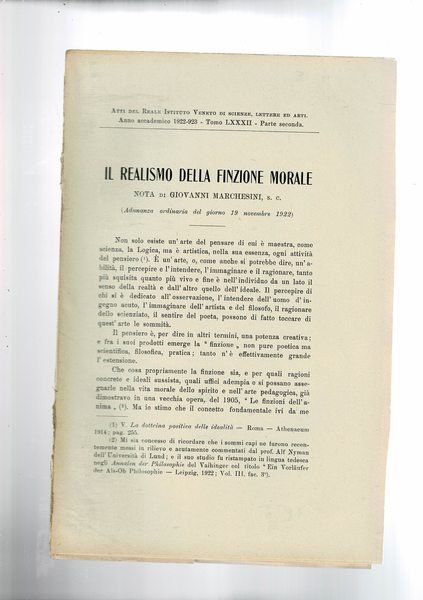 ATTI DEL REALE ISTITUTO VENETO DI SCIENZE, LETTERE ED ARTI.
Anno accademico 1922-923 - Tomo LXXXII - Parte seconda.
IL REALISMO DELLA FINZIONE MORALE
NOTA DI GIOVANNI MARCHESINI, S. C.
(Adunanza ordinaria del giorno 19 novembre 1922)
Non solo esiste un' arte del pensare di cui è maestra, come
scienza, la Logica, ma è artistica, nella sua essenza, ogni attività
del pensiero (¹). È un' arte, o, come anche si potrebbe dire, un' a-
bilità, il percepire e l' intendere, l' immaginare e il ragionare, tanto
più squisita quanto più vivo e fine è nell' individuo da un lato il
senso della realtà e dall' altro quello dell' ideale. Il percepire di
chi si è dedicato all' osservazione, l' intendere dell' uomo d' in-
gegno acuto, l' immaginare dell' artista e del filosofo, il ragionare
dello scienziato, il sentire del poeta, possono di fatto toccare di
quest' arte le sommità.
Il pensiero è, per dire in altri termini, una potenza creativa;
e fra i suoi prodotti emerge la " finzione „ non pure poetica ma
scientifica, filosofica, pratica; tanto n' è effettivamente grande
l' estensione.
Che cosa propriamente la finzione sia, e per quali ragioni
concrete e ideali sussista, quali uffici adempia o si possano asse-
gnarle nella vita morale dello spirito e nell' arte pedagogica, già
dimostravo in una vecchia opera, del 1905, " Le finzioni dell' a-
nima „ (²). Ma io stimo che il concetto fondamentale ivi da me
(1) V. La dottrina positiva delle idealità — Roma — Athenaeum
1914; pag. 255.
(2) Mi sia concesso di ricordare che i sommi capi ne furono recen-
temente messi in rilievo e acutamente commentati dal prof. Alf Nyman
dell' Università di Lund; e il suo studio fu ristampato in lingua tedesca
negli Annalen der Philosophie del Vaihinger col titolo " Ein Vorläufer
der Als-Ob Philosophie — Leipzig, 1922; Vol. III, fac. 3°).